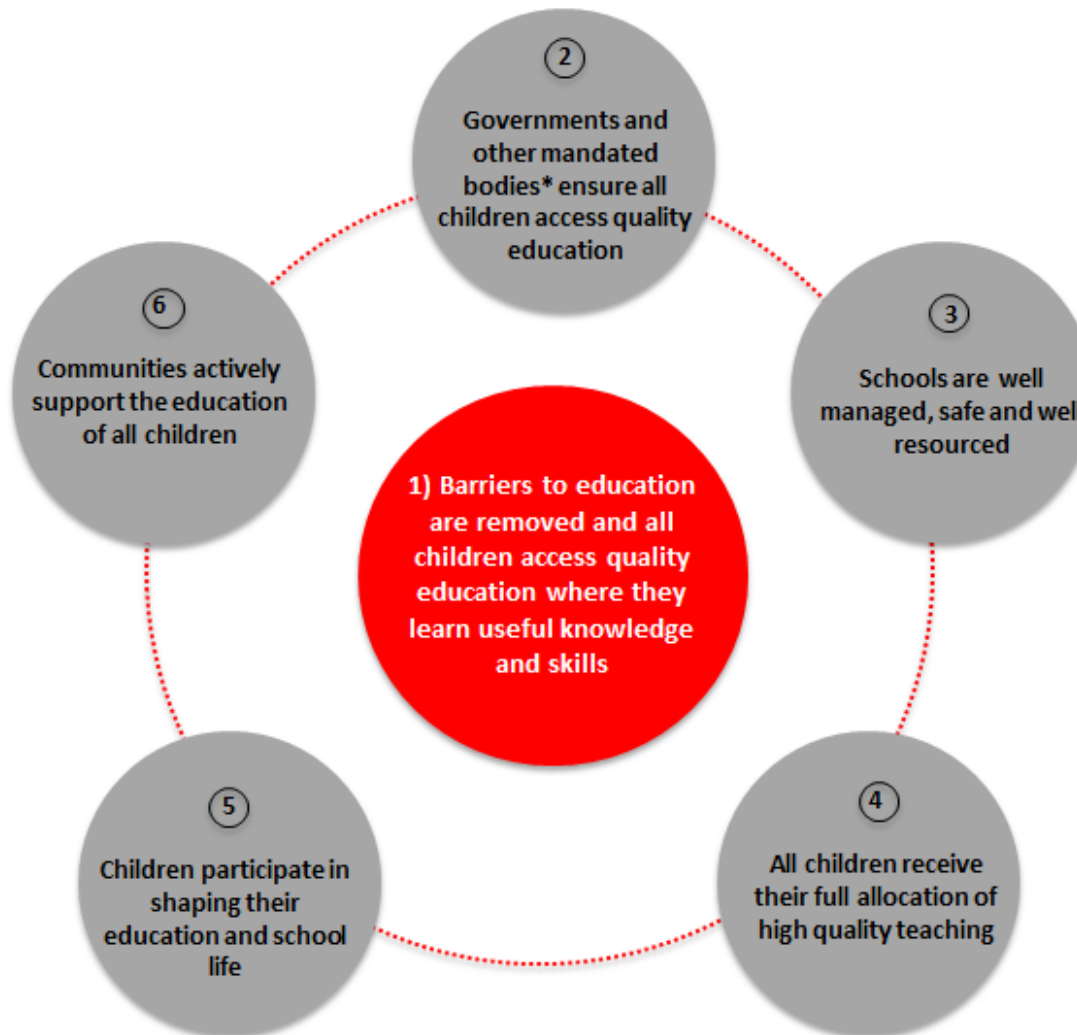 1) Barriers to education
are removed and all
children access quality
education where they
learn useful knowledge
and skills
2
Governments and
other mandated
bodies* ensure all
children access quality
education
3
Schools are well
managed, safe and well
resourced
4
All children receive
their full allocation of
high quality teaching
5
Children participate in
shaping their
education and school
life
6
Communities actively
support the education
of all children